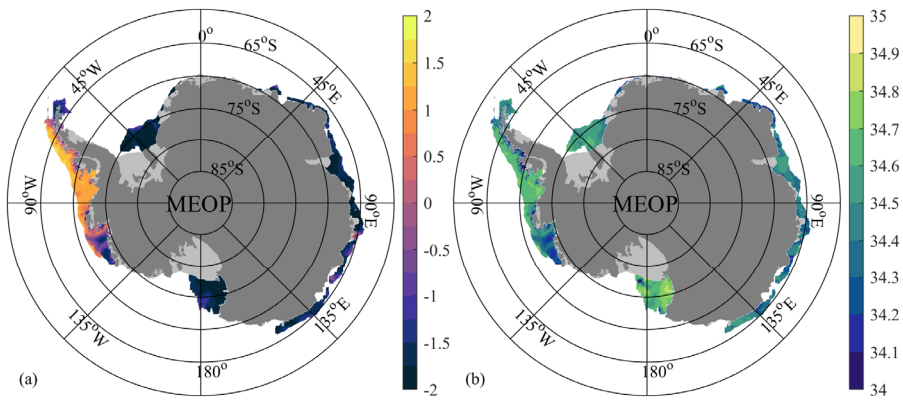 0°
65°S
45°E
75°S
85°S
90°E
135°E
180°
135°W
90°W
45°W
MEOP
(a)
2
1.5
1
0.5
0
-0.5
-1
-1.5
-2
0°
65°S
45°E
75°S
85°S
90°E
135°E
180°
135°W
90°W
45°W
MEOP
(b)
35
34.9
34.8
34.7
34.6
34.5
34.4
34.3
34.2
34.1
34